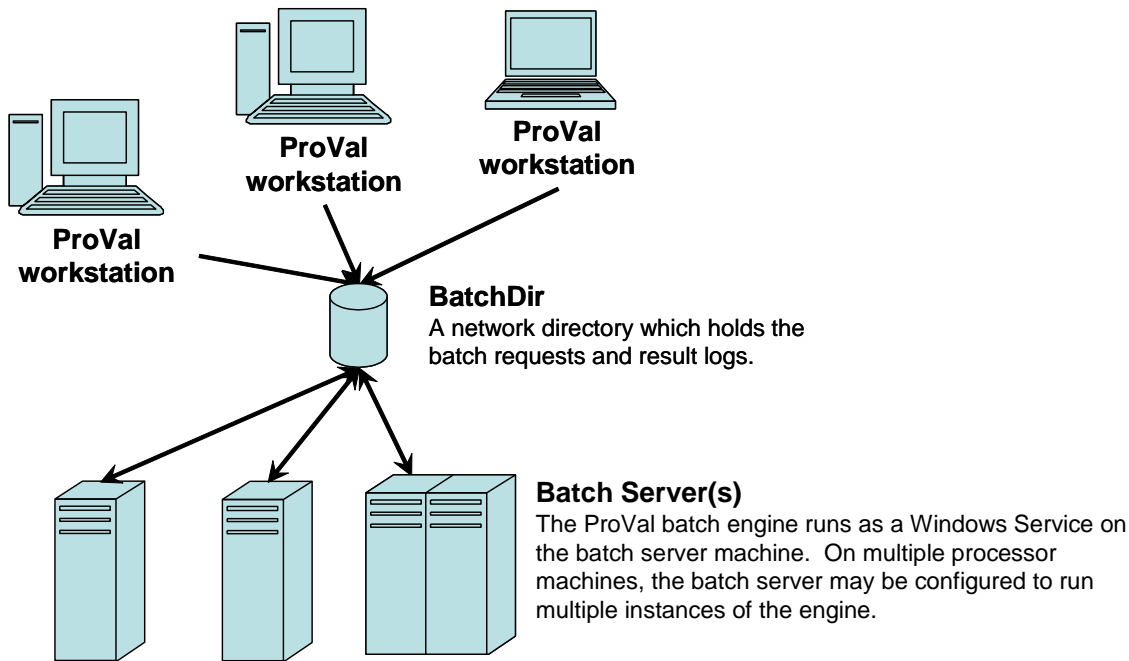 ProVal
workstation
ProVal
workstation
ProVal
workstation
BatchDir
A network directory which holds the
batch requests and result logs.
Batch Server(s)
The ProVal batch engine runs as a Windows Service on
the batch server machine.  On multiple processor
machines, the batch server may be configured to run
multiple instances of the engine.